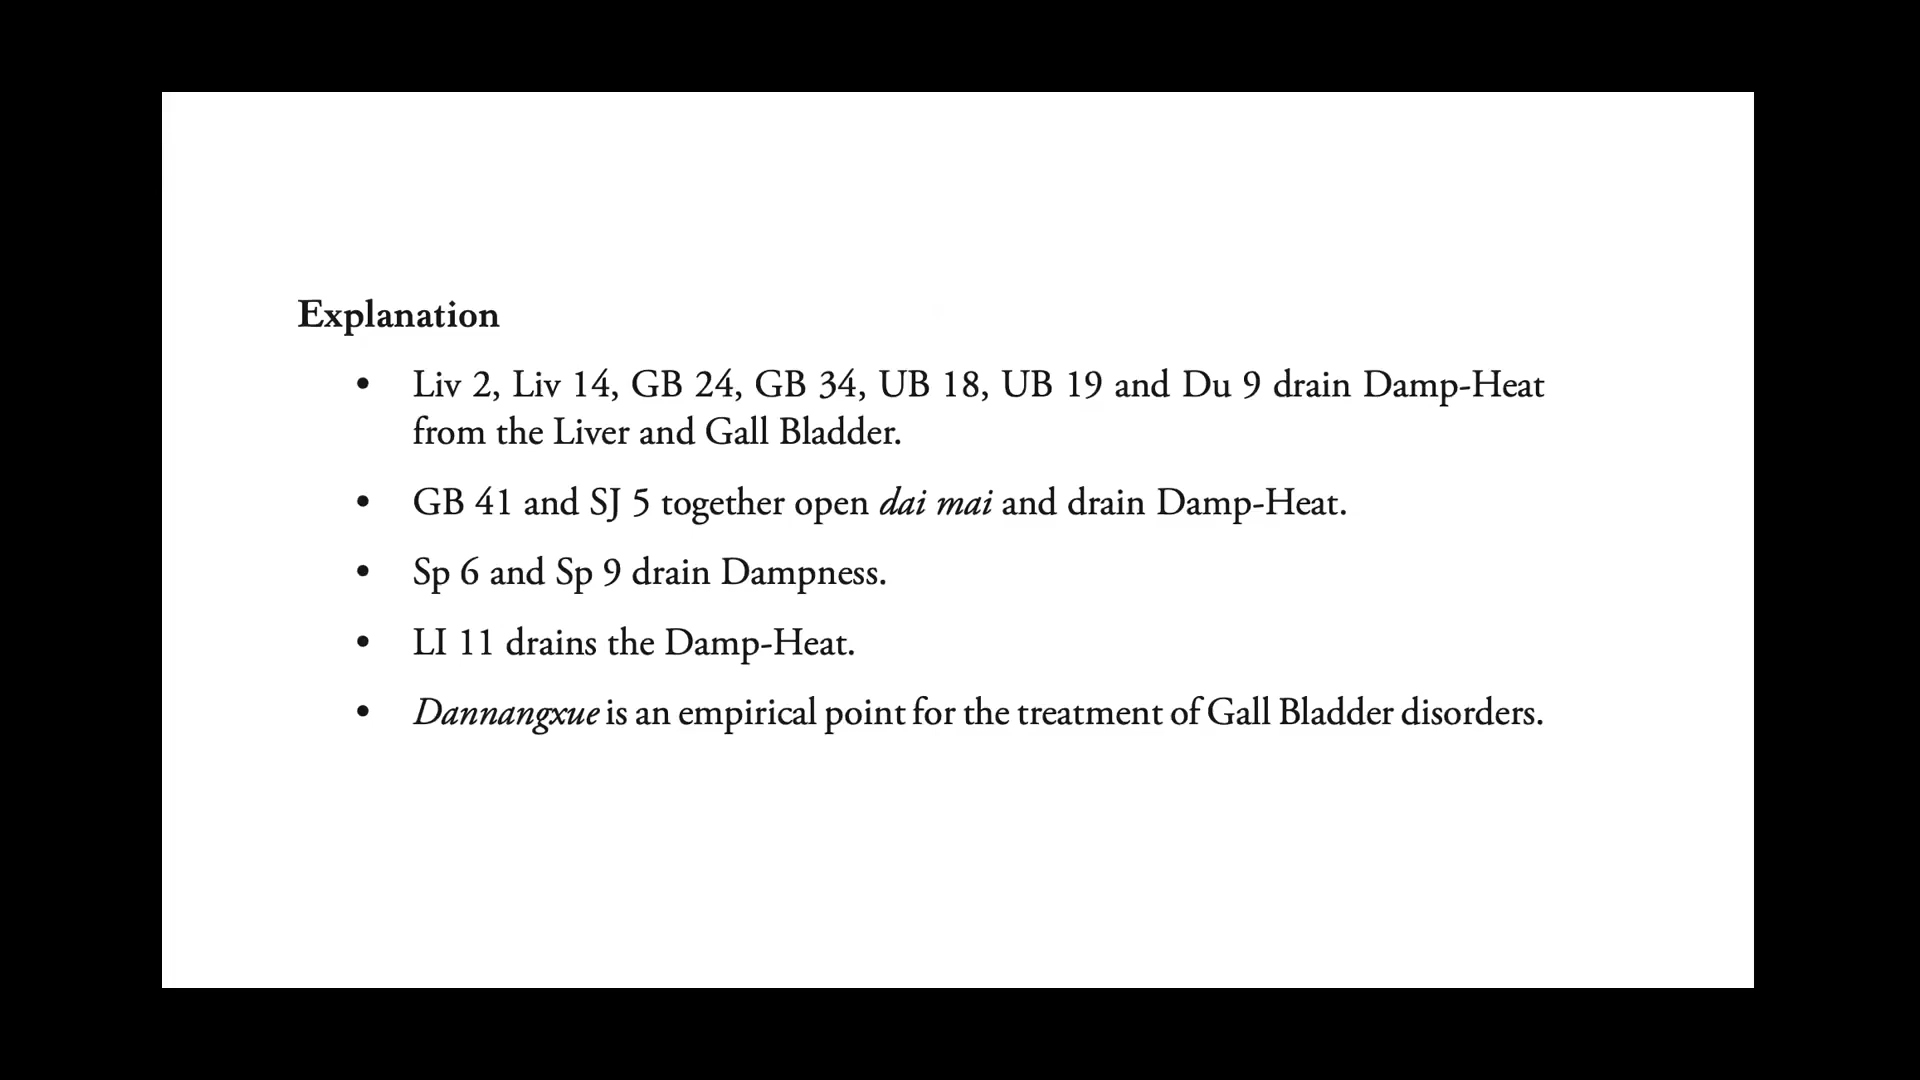 Explanation
• Liv 2, Liv 14, GB 24, GB 34, UB 18, UB 19 and Du 9 drain Damp-Heat
from the Liver and Gall Bladder.
• GB 41 and SJ 5 together open dai mai and drain Damp-Heat.
• Sp 6 and Sp 9 drain Dampness.
• LI 11 drains the Damp-Heat.
• Dannangxue is an empirical point for the treatment of Gall Bladder disorders.